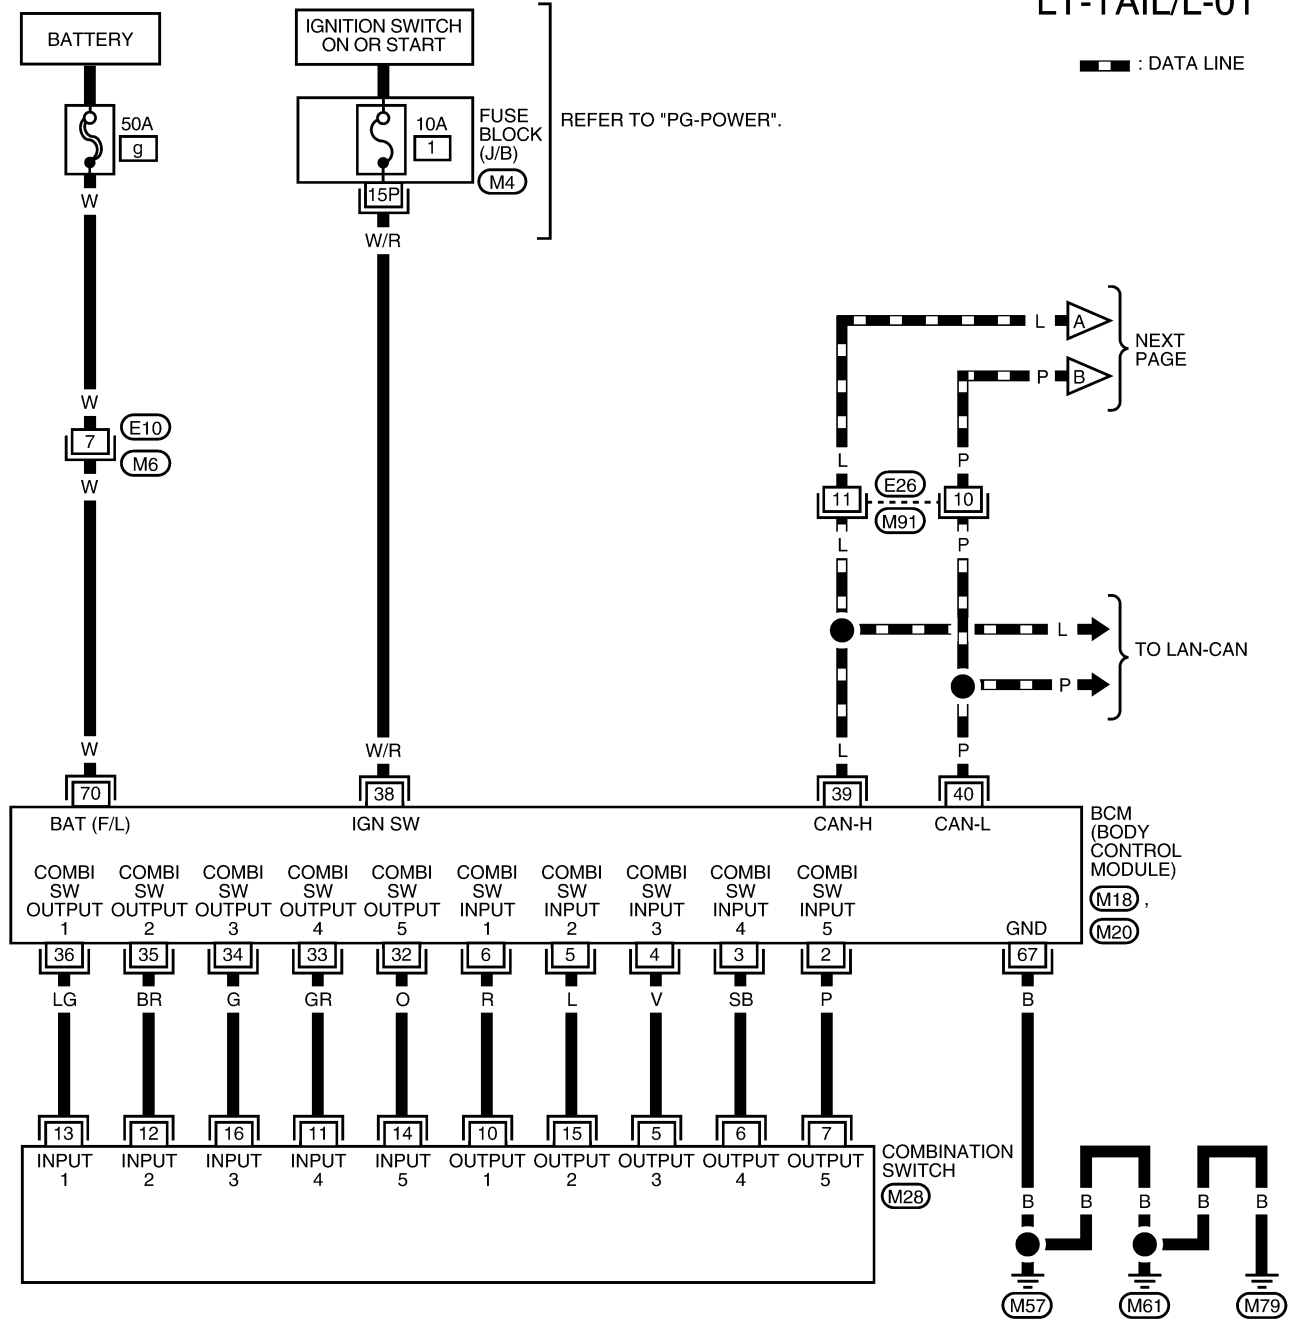 LT-TAIL/L-01
: DATA LINE
BATTERY
IGNITION SWITCH
ON OR START
50A
g
10A
1
FUSE
BLOCK
(J/B)
M4
REFER TO "PG-POWER".
15P
W
W/R
L
A
P
B
NEXT
PAGE
W
7
E10
M6
W
L
P
11
E26
M91
10
L
P
L
P
TO LAN-CAN
W
W/R
L
P
70
38
39
40
BAT (F/L)
IGN SW
CAN-H
CAN-L
BCM
(BODY
CONTROL
MODULE)
M18 ,
M20
COMBI
SW
OUTPUT
1
COMBI
SW
OUTPUT
2
COMBI
SW
OUTPUT
3
COMBI
SW
OUTPUT
4
COMBI
SW
OUTPUT
5
COMBI
SW
INPUT
1
COMBI
SW
INPUT
2
COMBI
SW
INPUT
3
COMBI
SW
INPUT
4
COMBI
SW
INPUT
5
GND
36
35
34
33
32
6
5
4
3
2
67
LG
BR
G
GR
O
R
L
V
SB
P
B
13
12
16
11
14
10
15
5
6
7
INPUT
1
INPUT
2
INPUT
3
INPUT
4
INPUT
5
OUTPUT
1
OUTPUT
2
OUTPUT
3
OUTPUT
4
OUTPUT
5
COMBINATION
SWITCH
M28
B
B
B
B
B
M57
M61
M79